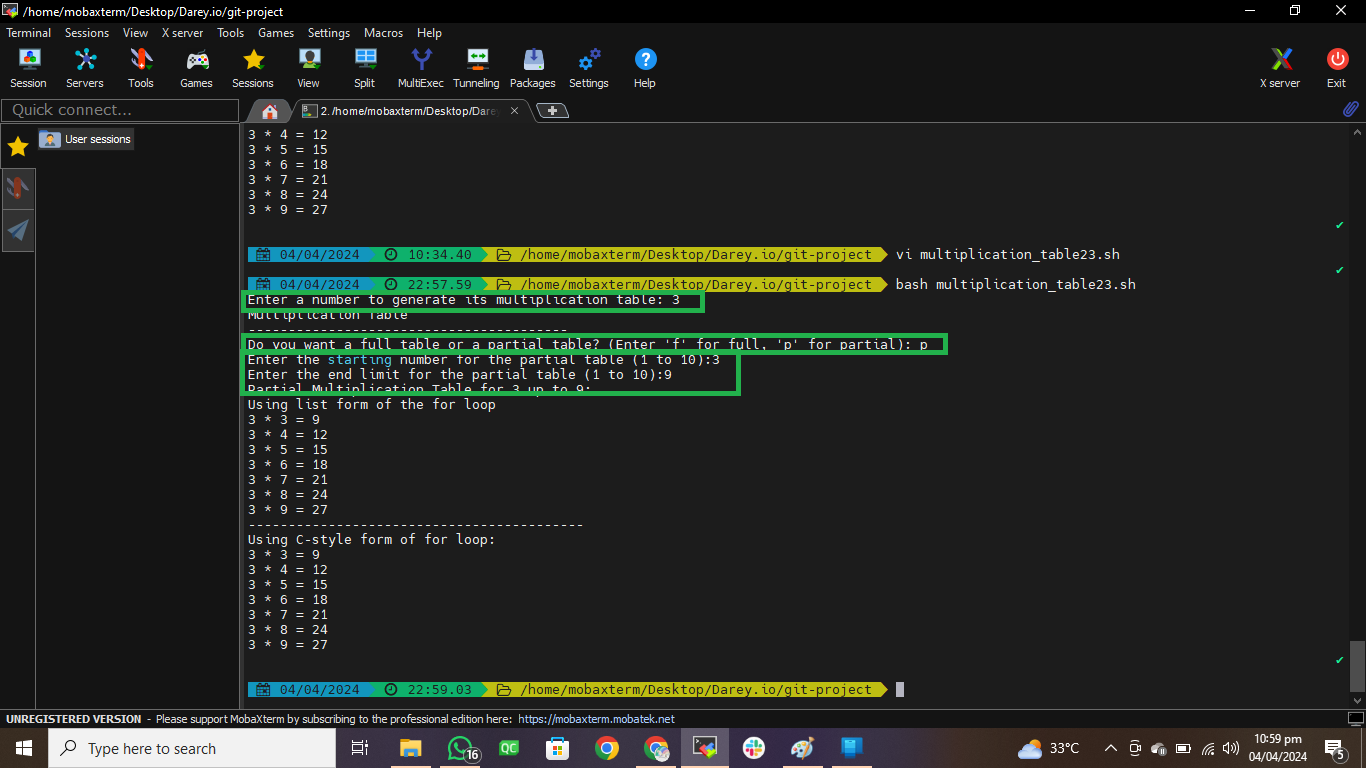 /home/mobaxterm/Desktop/Darey.io/git-project
Terminal Sessions View X server Tools Games Settings Macros Help
Session Servers Tools Games Sessions View Split MultiExec Tunneling Packages Settings Help X server Exit
Quick connect...
2. /home/mobaxterm/Desktop/Dare
User sessions
3 * 4 = 12
3 * 5 = 15
3 * 6 = 18
3 * 7 = 21
3 * 8 = 24
3 * 9 = 27
04/04/2024 10:34.40 /home/mobaxterm/Desktop/Darey.io/git-project vi multiplication_table23.sh
04/04/2024 22:57.59 /home/mobaxterm/Desktop/Darey.io/git-project bash multiplication_table23.sh
Enter a number to generate its multiplication table: 3
Multiplication Table
----------------------------------------
Do you want a full table or a partial table? (Enter 'f' for full, 'p' for partial): p
Enter the starting number for the partial table (1 to 10):3
Enter the end limit for the partial table (1 to 10):9
Partial Multiplication Table for 3 up to 9:
Using list form of the for loop
3 * 3 = 9
3 * 4 = 12
3 * 5 = 15
3 * 6 = 18
3 * 7 = 21
3 * 8 = 24
3 * 9 = 27
------------------------------------------
Using C-style form of for loop:
3 * 3 = 9
3 * 4 = 12
3 * 5 = 15
3 * 6 = 18
3 * 7 = 21
3 * 8 = 24
3 * 9 = 27
04/04/2024 22:59.03 /home/mobaxterm/Desktop/Darey.io/git-project
UNREGISTERED VERSION - Please support MobaXterm by subscribing to the professional edition here: https://mobaxterm.mobatek.net
Type here to search
16
QC
33°C
10:59 pm
04/04/2024
5